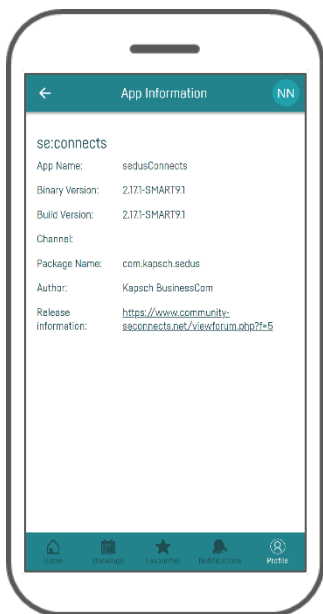 App Information
NN
se:connects
App Name: sedusConnects
Binary Version: 2.17.1-SMART9.1
Build Version: 2.17.1-SMART9.1
Channel:
Package Name: com.kapsch.sedus
Author: Kapsch BusinessCom
Release information: https://www.community-
seconnects.net/viewforum.php?f=5
Home Bookings Favourites Notifications Profile